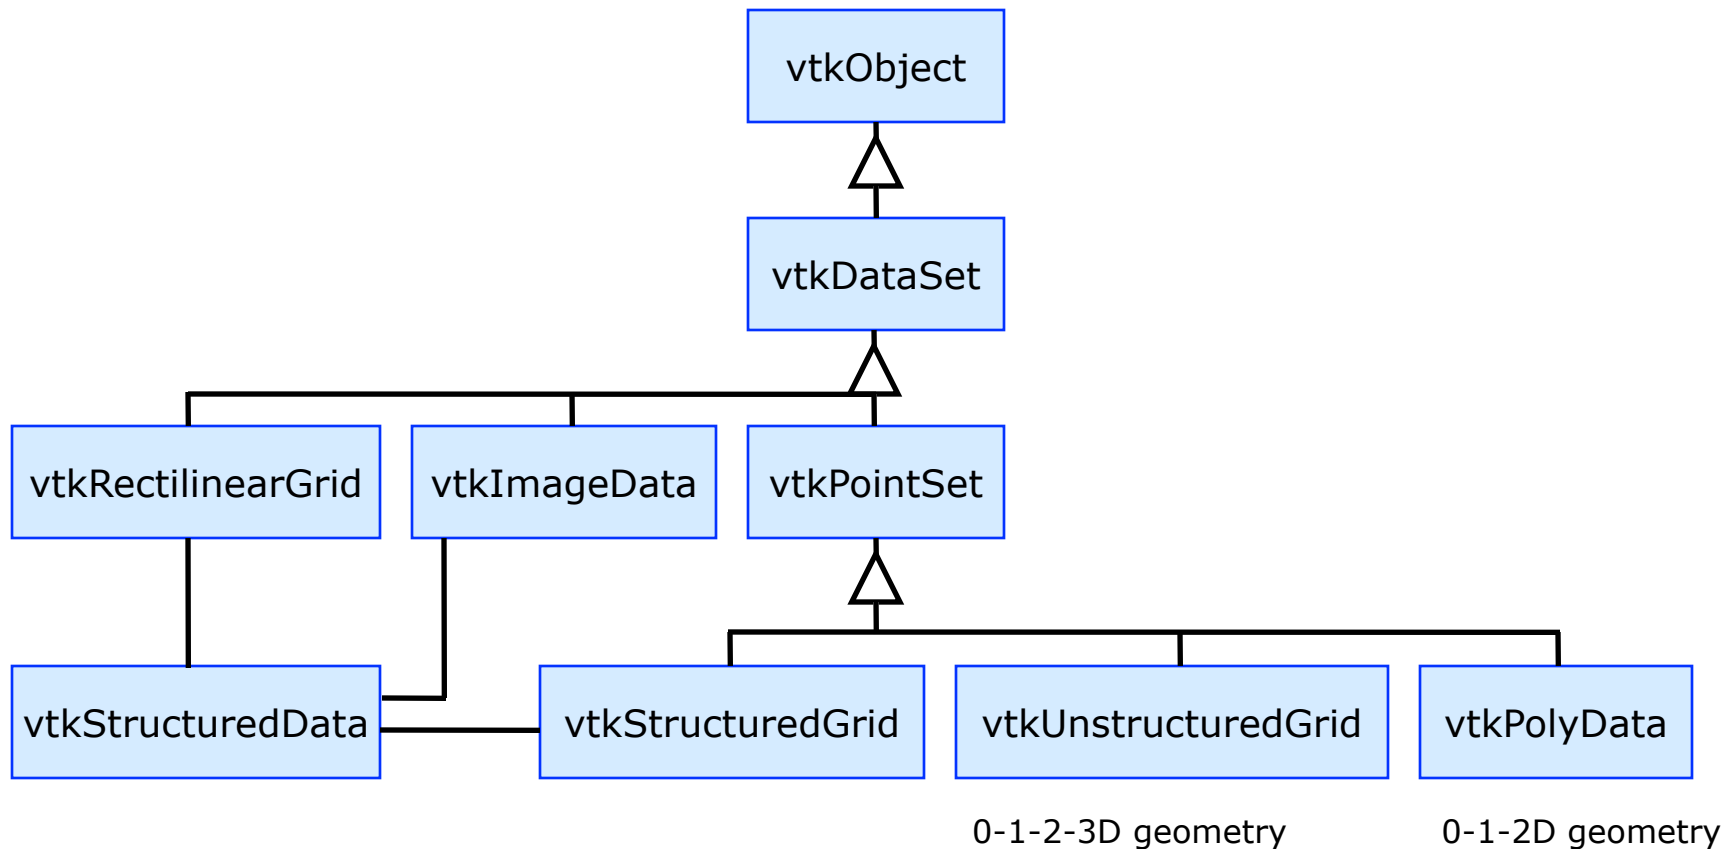 vtkObject
vtkDataSet
vtkRectilinearGrid
vtkImageData
vtkPointSet
vtkStructuredData
vtkStructuredGrid
vtkUnstructuredGrid
vtkPolyData
0-1-2-3D geometry
0-1-2D geometry